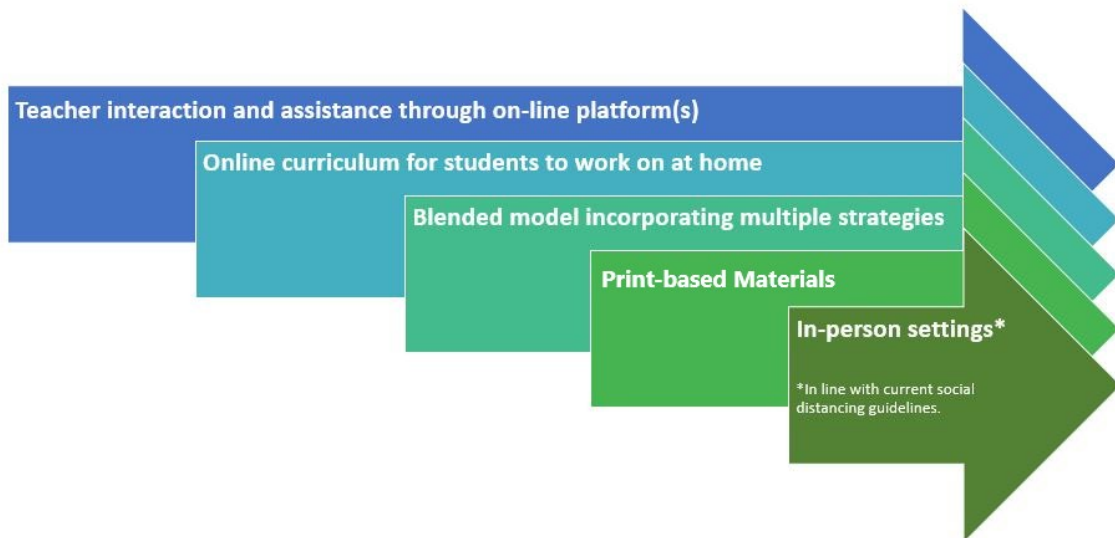 Teacher interaction and assistance through on-line platform(s)
Online curriculum for students to work on at home
Blended model incorporating multiple strategies
Print-based Materials
In-person settings*
*In line with current social
distancing guidelines.